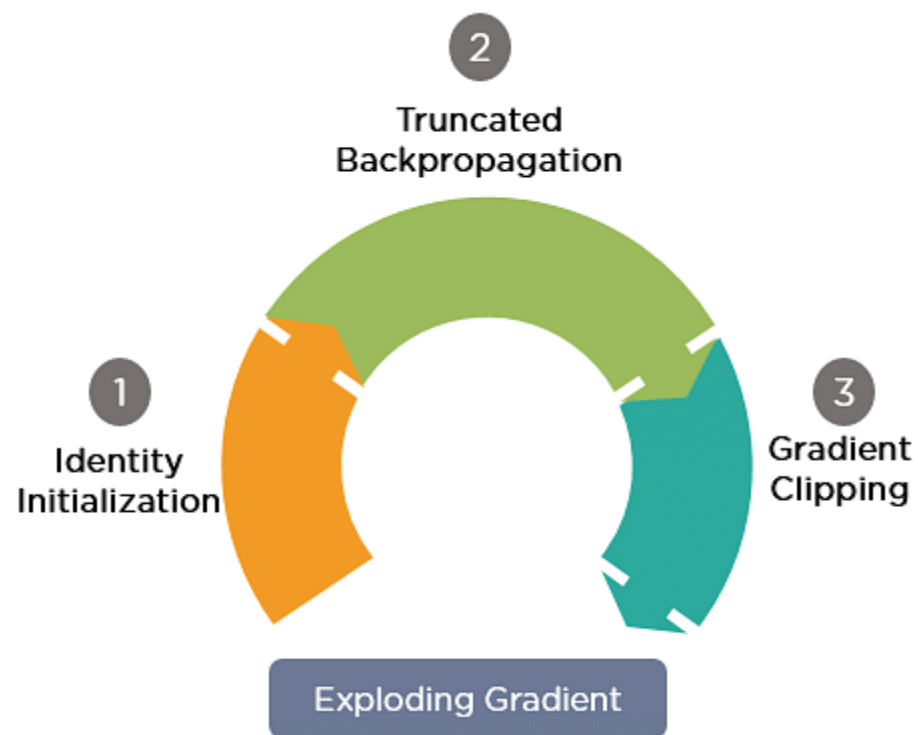 2
Truncated
Backpropagation
1
Identity
Initialization
3
Gradient
Clipping
Exploding Gradient